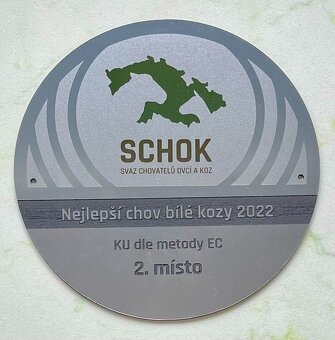 SCHOK
SVAZ CHOVATELŮ OVCÍ A KOZ
Nejlepší chov bílé kozy 2022
KU dle metody EC
2. místo